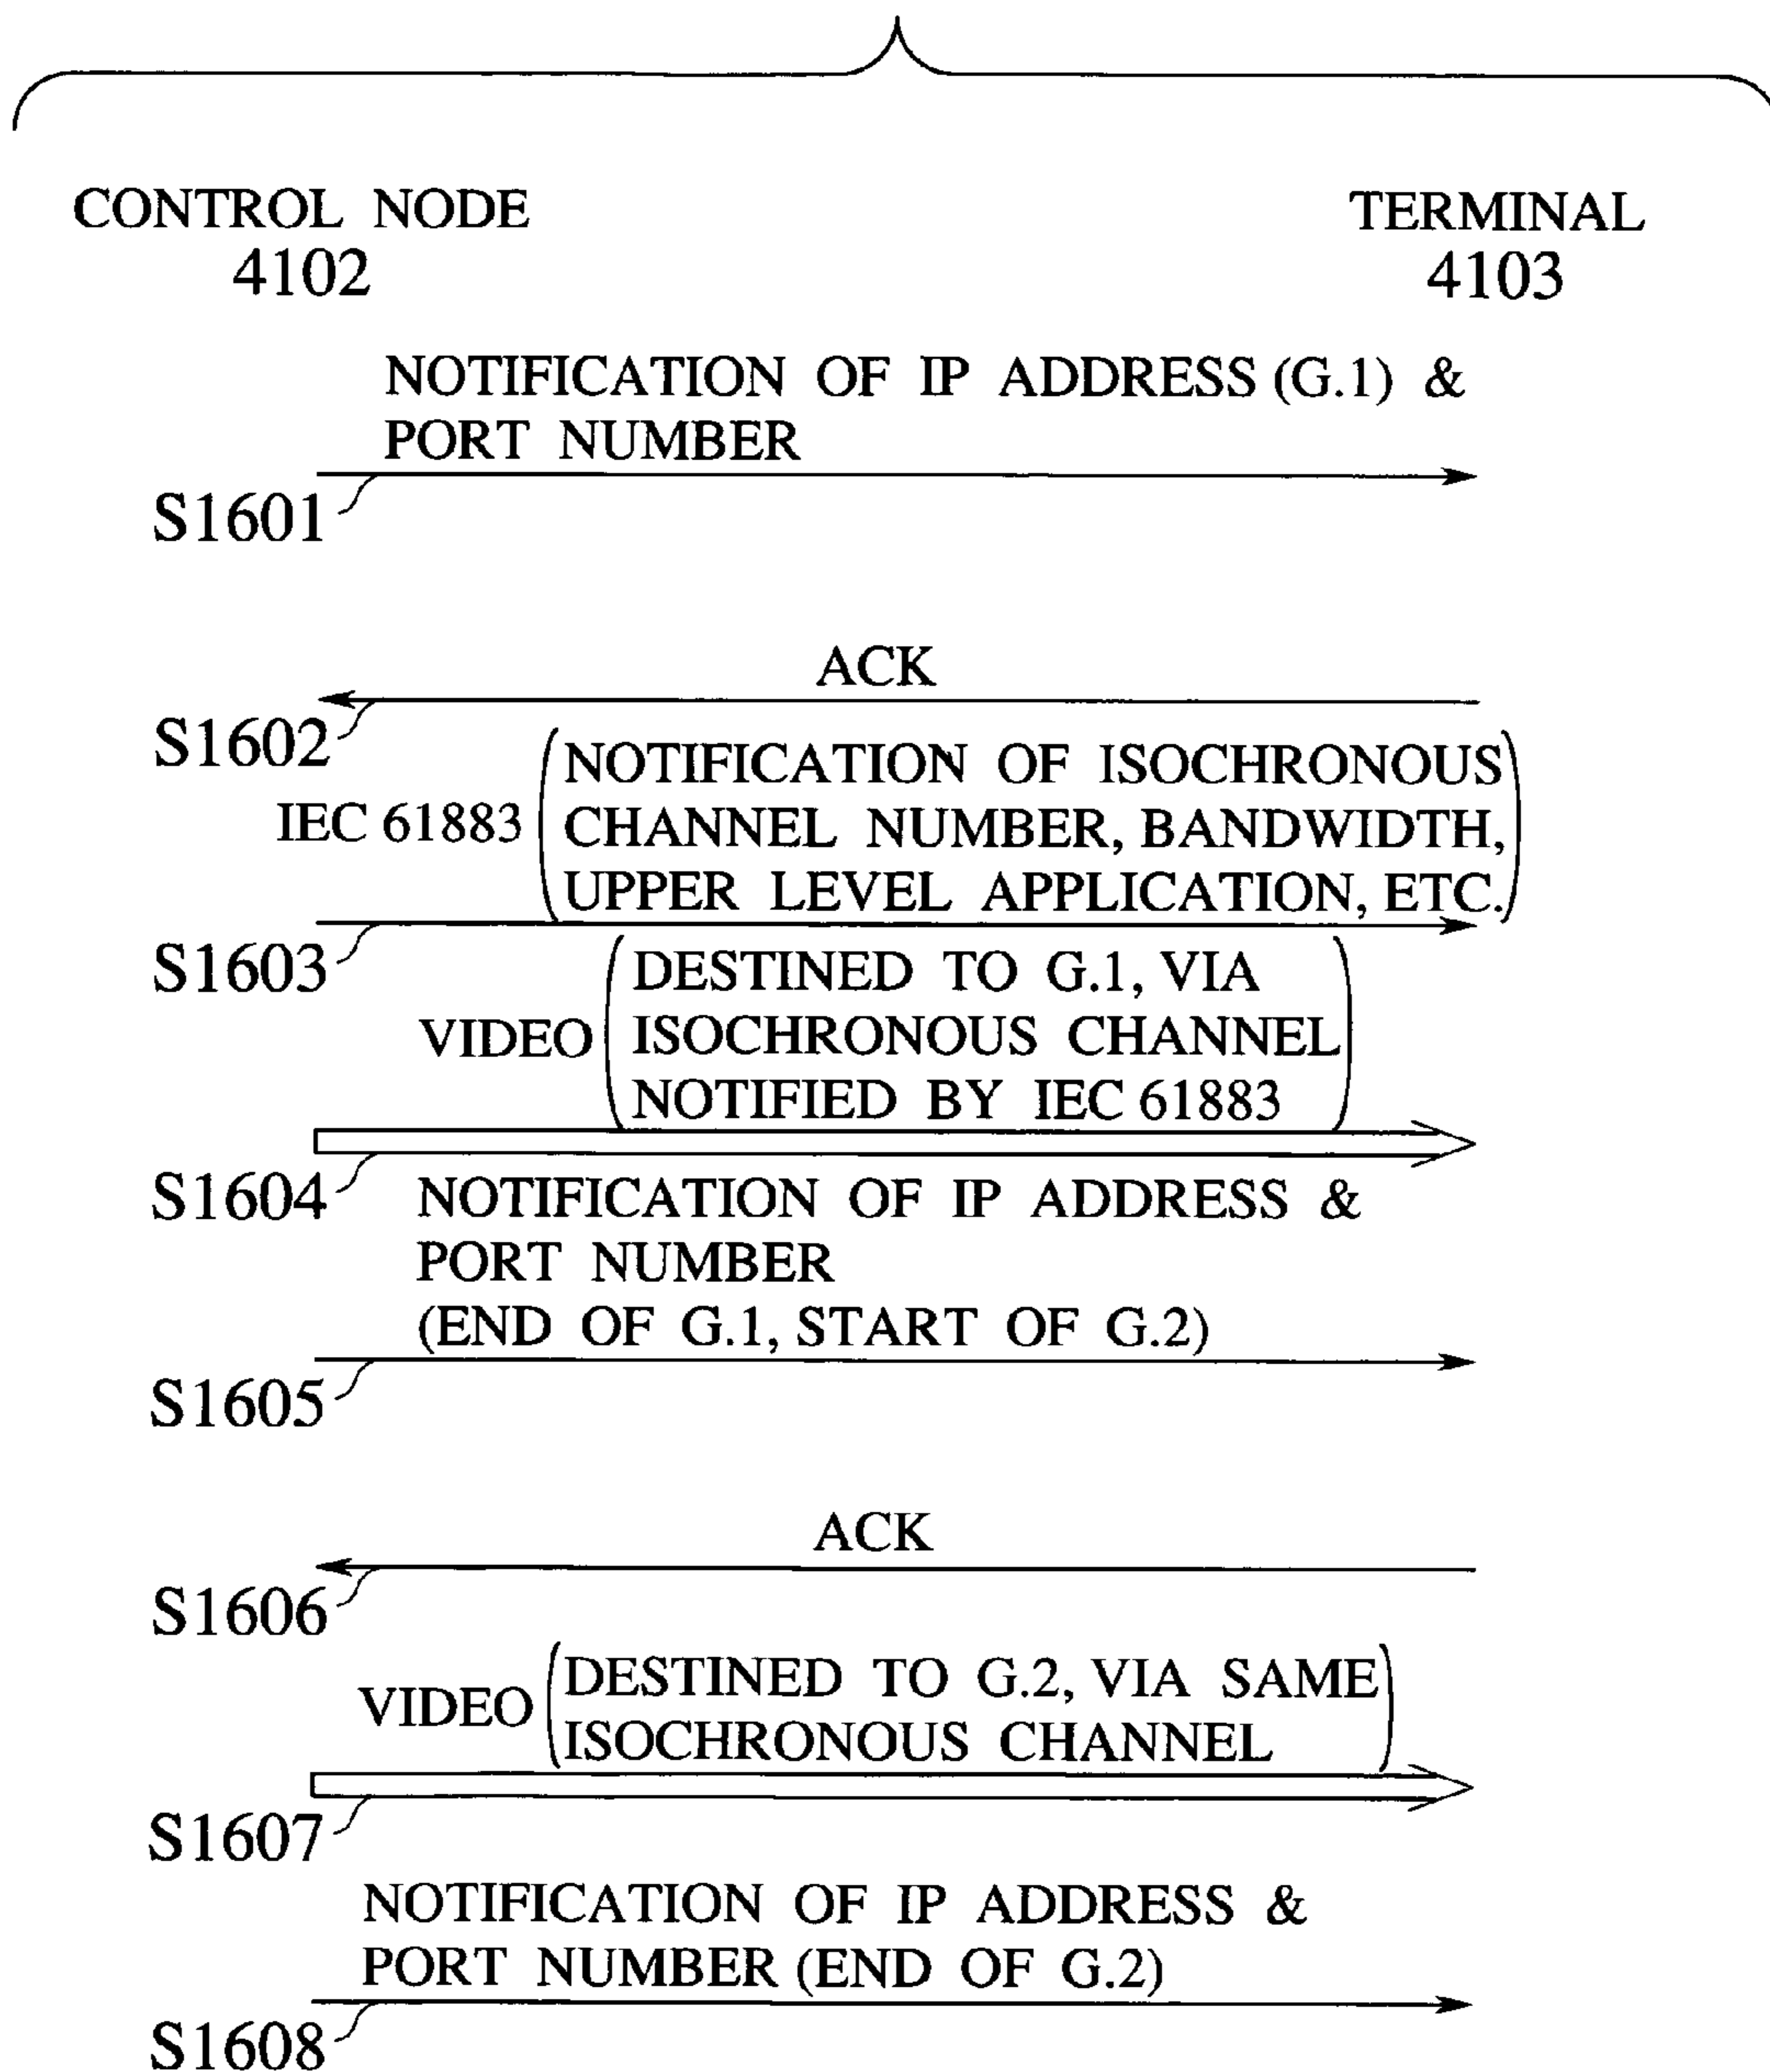 CONTROL NODE
4102
TERMINAL
4103
NOTIFICATION OF IP ADDRESS (G.1) &
PORT NUMBER
S1601
ACK
S1602
IEC 61883
NOTIFICATION OF ISOCHRONOUS
CHANNEL NUMBER, BANDWIDTH,
UPPER LEVEL APPLICATION, ETC.
S1603
VIDEO
DESTINED TO G.1, VIA
ISOCHRONOUS CHANNEL
NOTIFIED BY IEC 61883
S1604
NOTIFICATION OF IP ADDRESS &
PORT NUMBER
(END OF G.1, START OF G.2)
S1605
ACK
S1606
VIDEO
DESTINED TO G.2, VIA SAME
ISOCHRONOUS CHANNEL
S1607
NOTIFICATION OF IP ADDRESS &
PORT NUMBER (END OF G.2)
S1608